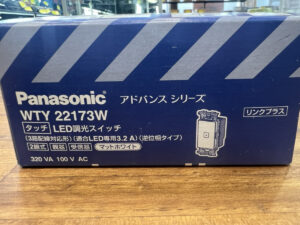 Panasonic アドバンス シリーズ
WTY 22173W
リンクプラス
タッチ LED調光スイッチ
(3路配線対応形)(適合LED専用3.2A)(逆位相タイプ)
2線式 親器 受信器 マットホワイト
320 VA 100 V AC